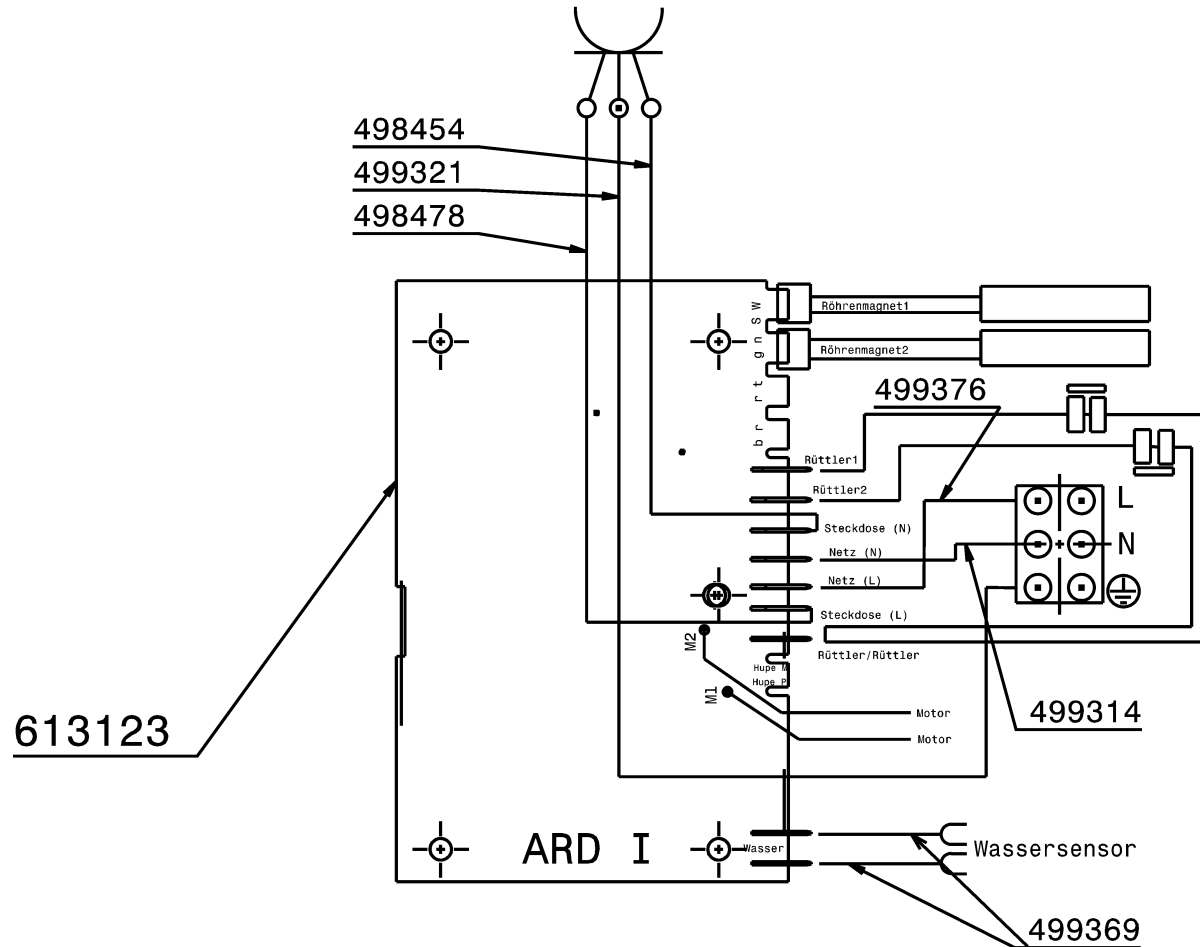 498454
499321
498478
S W
Röhrenmagnet1
g n
Röhrenmagnet2
r t
499376
b r
Rüttler1
Rüttler2
L
Steckdose (N)
N
Netz (N)
Netz (L)
Steckdose (L)
M2
Rüttler/Rüttler
Hupe M
Hupe P
M1
Motor
499314
613123
Motor
ARD I
Wasser
Wassersensor
499369